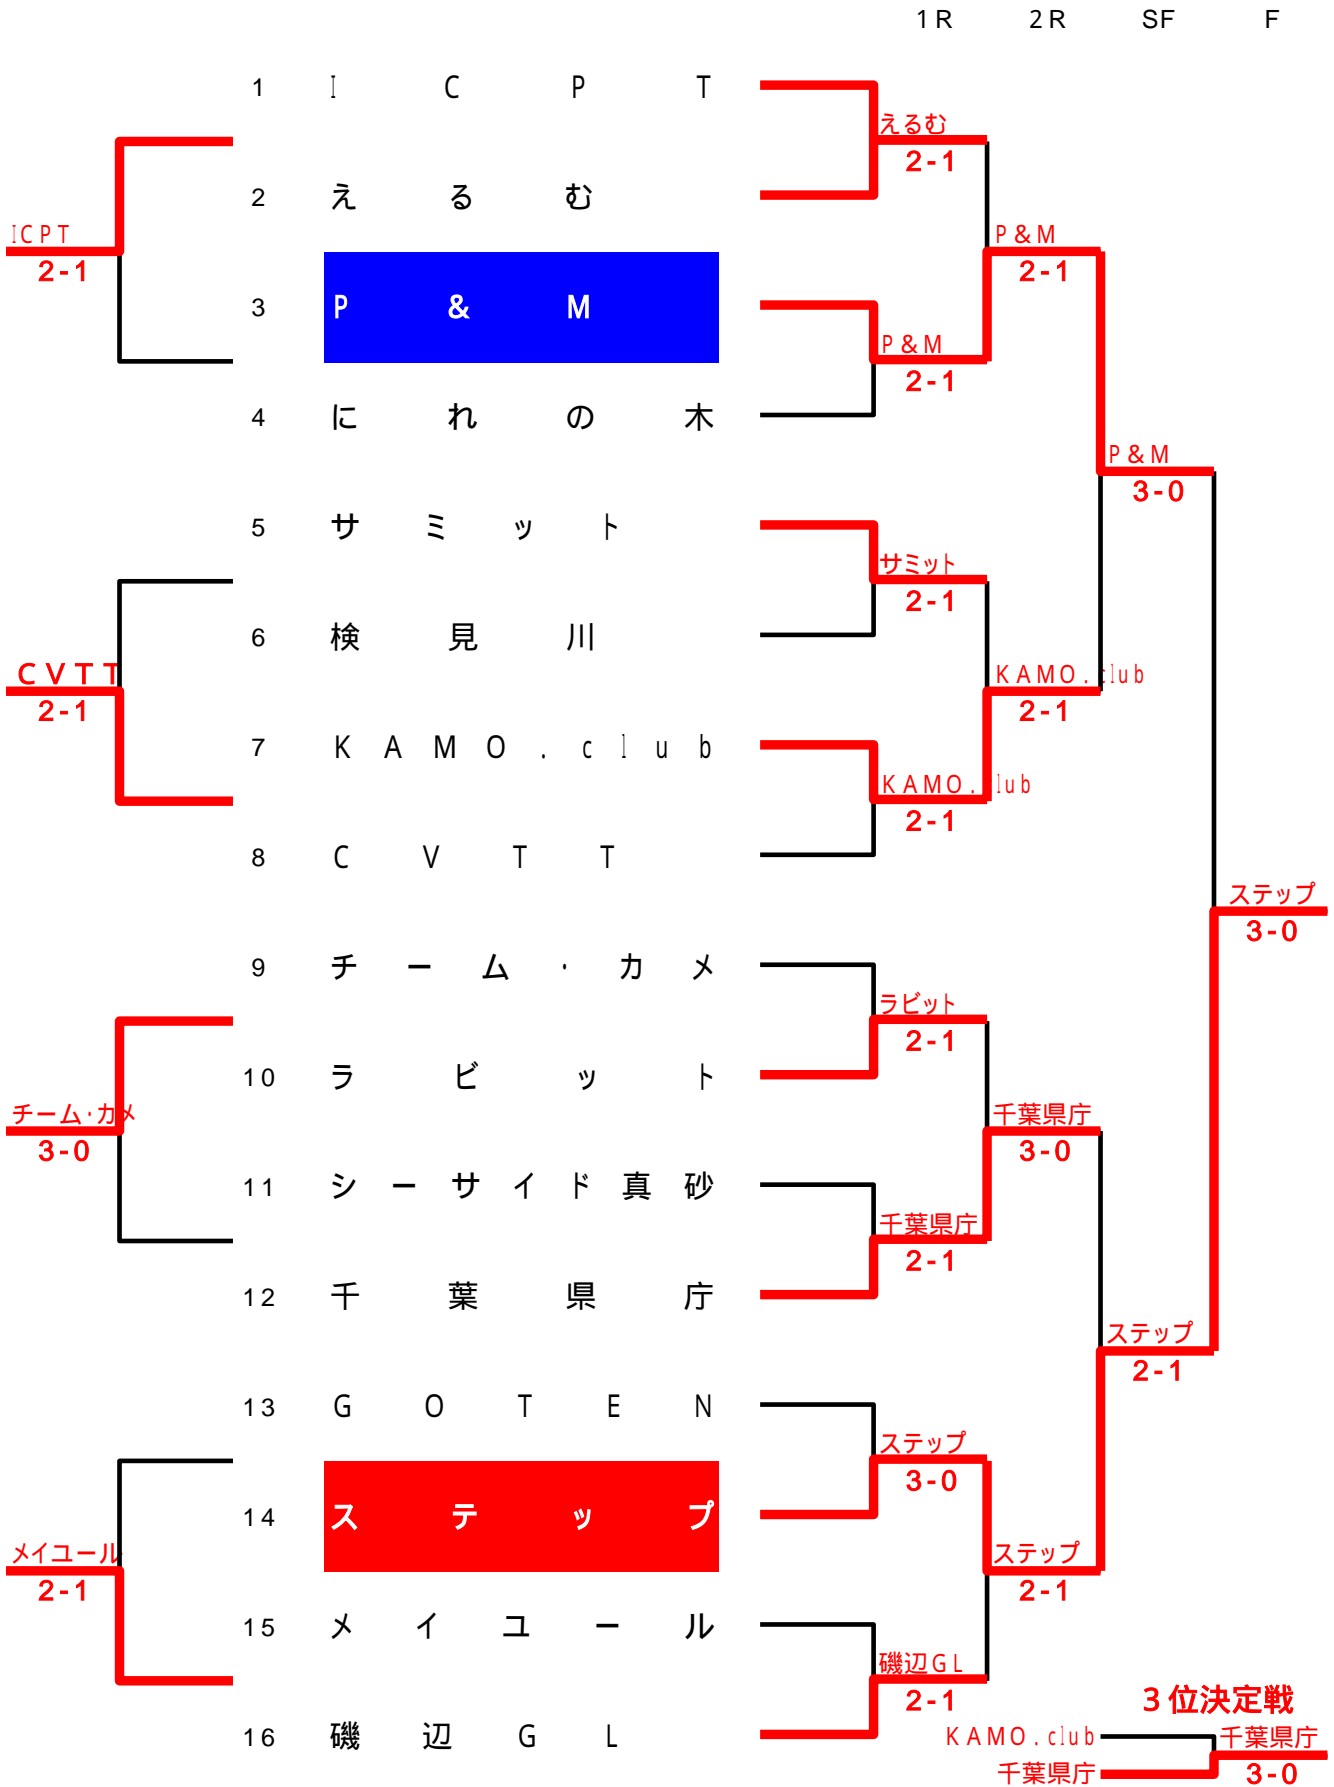 1R 2R SF F
1 ICPT
えるむ
2-1
2 えるむ
ICPT
2-1
P&M
2-1
3 P&M
P&M
2-1
4 にれの木
P&M
3-0
5 サミット
サミット
2-1
6 検見川
CVTT
2-1
KAMO.club
2-1
7 KAMO.club
KAMO.club
2-1
8 CVTT
ステップ
3-0
9 チーム・カメ
ラビット
2-1
10 ラビット
チーム・カメ
3-0
千葉県庁
3-0
11 シーサイド真砂
千葉県庁
2-1
12 千葉県庁
ステップ
2-1
13 GOTEN
ステップ
3-0
14 ステップ
メイユール
2-1
ステップ
2-1
15 メイユール
磯辺GL
2-1
16 磯辺GL
3位決定戦
KAMO.club
千葉県庁
千葉県庁
3-0